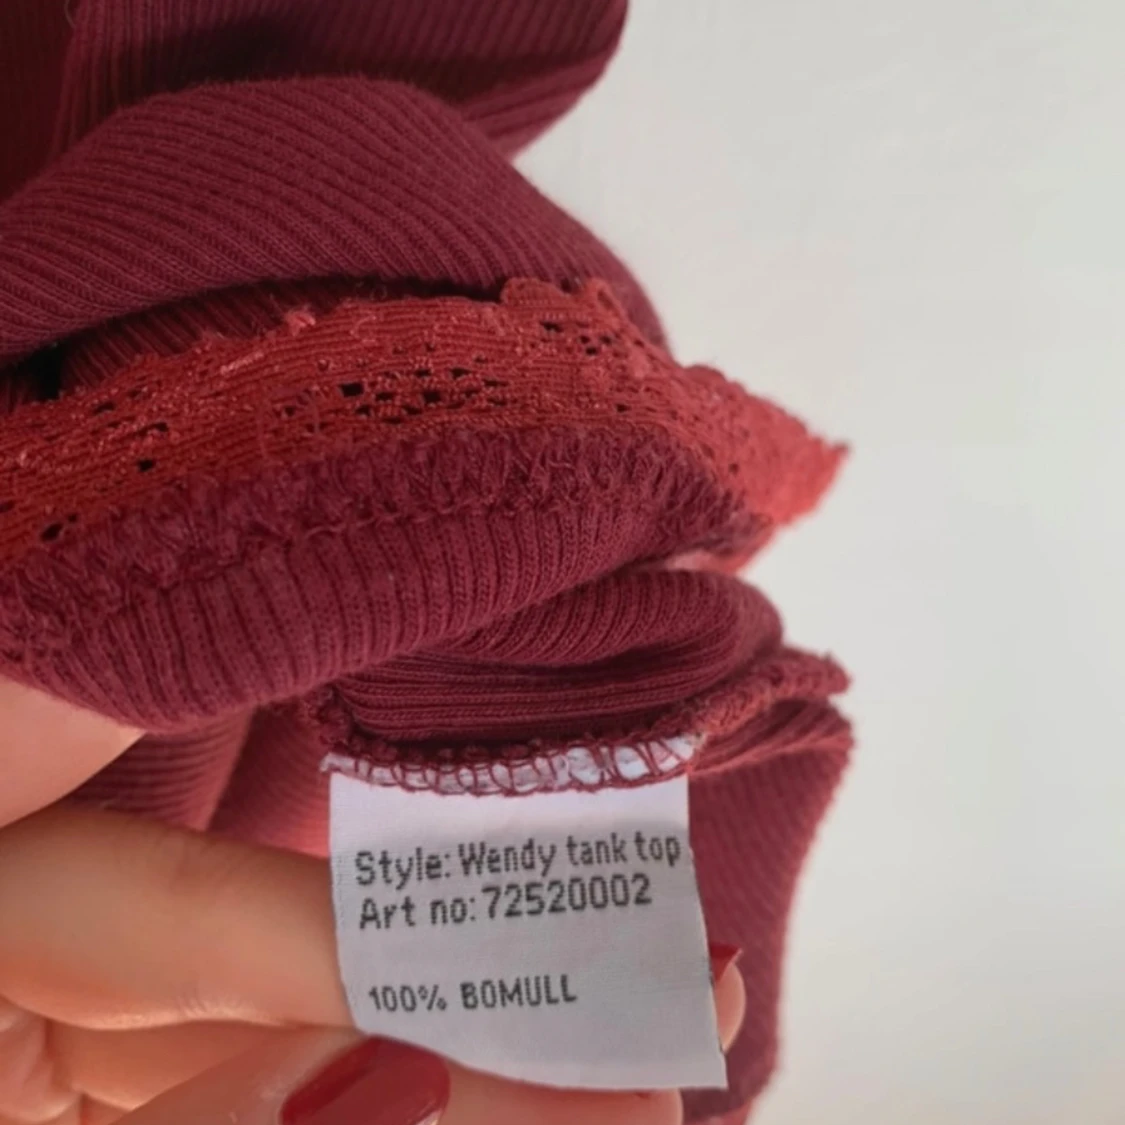 Style: Wendy tank top
Art no: 72520002
100% BOMULL